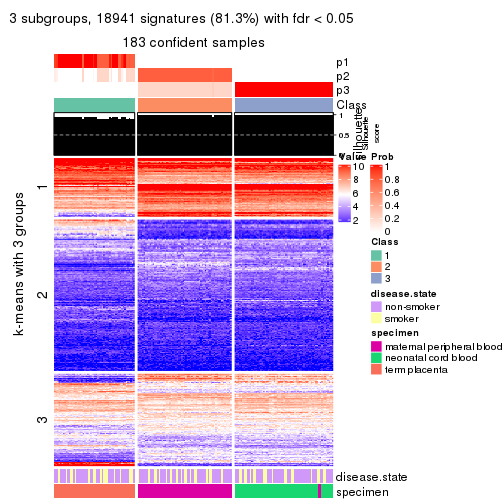 3 subgroups, 18941 signatures (81.3%) with fdr < 0.05
183 confident samples
p1
p2
p3
Class
1
0.5
Silhouette
score
k-means with 3 groups
1
2
3
Value
10
8
6
4
2
Prob
1
0.8
0.6
0.4
0.2
0
Class
1
2
3
disease.state
non-smoker
smoker
specimen
maternal peripheral blood
neonatal cord blood
term placenta
disease.state
specimen